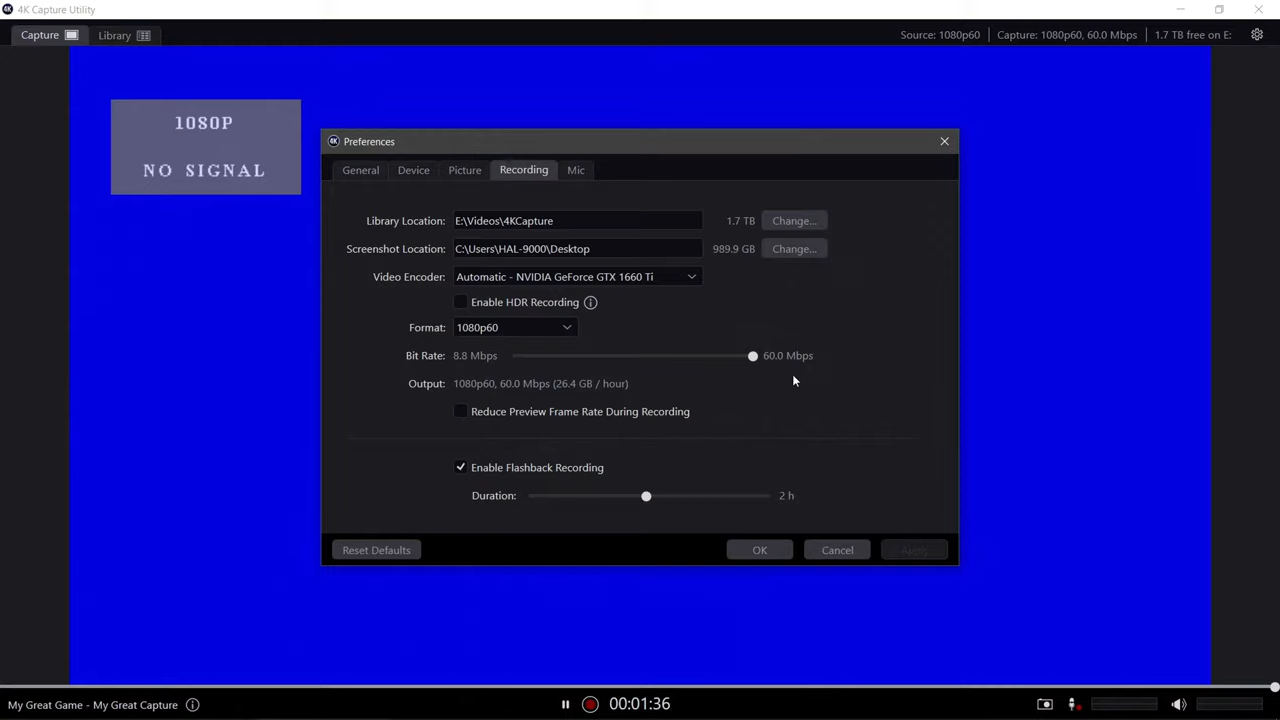 4K Capture Utility
Capture Library Source: 1080p60 Capture: 1080p60, 60.0 Mbps 1.7 TB free on E:
1080P
NO SIGNAL
4K Preferences
General Device Picture Recording Mic
Library Location: E:\Videos\4KCapture 1.7 TB Change...
Screenshot Location: C:\Users\HAL-9000\Desktop 989.9 GB Change...
Video Encoder: Automatic - NVIDIA GeForce GTX 1660 Ti
Enable HDR Recording
Format: 1080p60
Bit Rate: 8.8 Mbps 60.0 Mbps
Output: 1080p60, 60.0 Mbps (26.4 GB / hour)
Reduce Preview Frame Rate During Recording
Enable Flashback Recording
Duration: 2 h
Reset Defaults OK Cancel Apply
My Great Game - My Great Capture 00:01:36